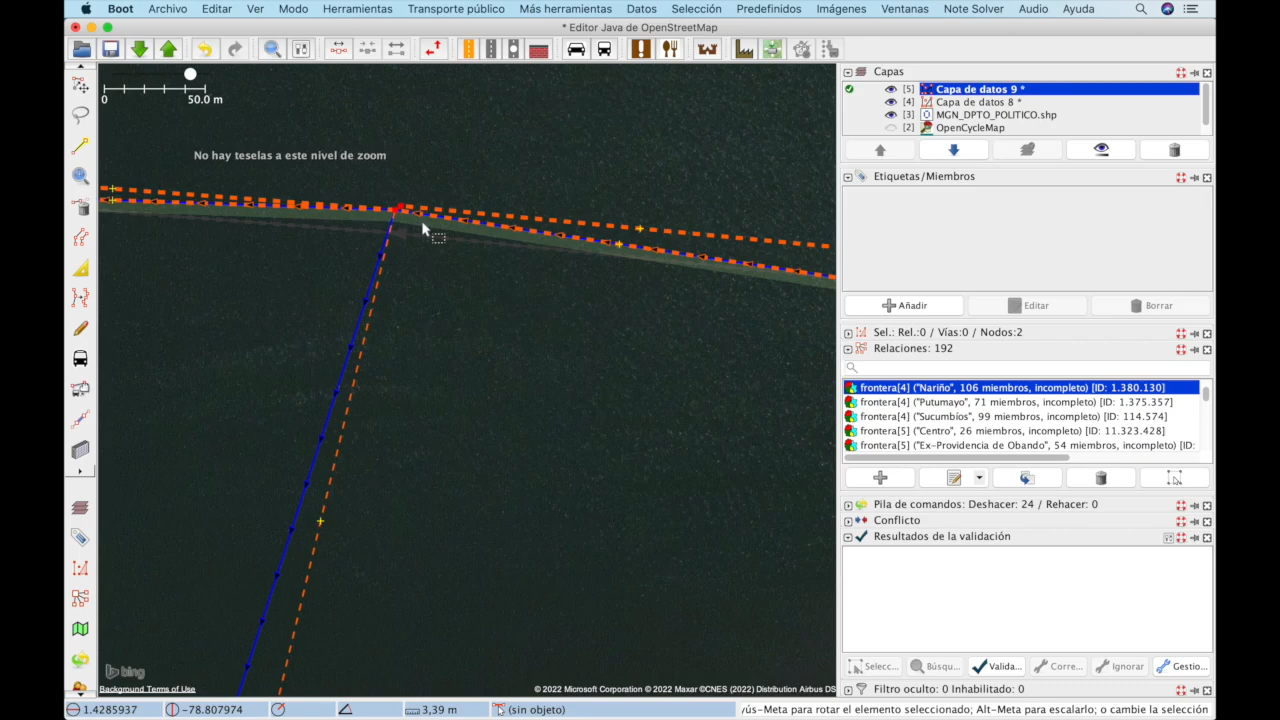 Boot Archivo Editar Ver Modo Herramientas Transporte público Más herramientas Datos Selección Predefinidos Imágenes Ventanas Note Solver Audio Ayuda
* Editor Java de OpenStreetMap
0 50.0 m
No hay teselas a este nivel de zoom
Capas
[5] Capa de datos 9 *
[4] Capa de datos 8 *
[3] MGN_DPTO_POLITICO.shp
[2] OpenCycleMap
Etiquetas/Miembros
Añadir Editar Borrar
Sel.: Rel.:0 / Vías:0 / Nodos:2
Relaciones: 192
frontera[4] ("Nariño", 106 miembros, incompleto) [ID: 1.380.130]
frontera[4] ("Putumayo", 71 miembros, incompleto) [ID: 1.375.357]
frontera[4] ("Sucumbíos", 99 miembros, incompleto) [ID: 114.574]
frontera[5] ("Centro", 26 miembros, incompleto) [ID: 11.323.428]
frontera[5] ("Ex-Providencia de Obando", 54 miembros, incompleto) [ID:
Pila de comandos: Deshacer: 24 / Rehacer: 0
Conflicto
Resultados de la validación
Selecc... Búsqu... Valida... Corre... Ignorar Gestio...
bing
Background Terms of Use
© 2022 Microsoft Corporation © 2022 Maxar ©CNES (2022) Distribution Airbus DS
Filtro oculto: 0 Inhabilitado: 0
1.4285937 -78.807974 3,39 m (sin objeto) yús-Meta para rotar el elemento seleccionado; Alt-Meta para escalarlo; o cambie la selección